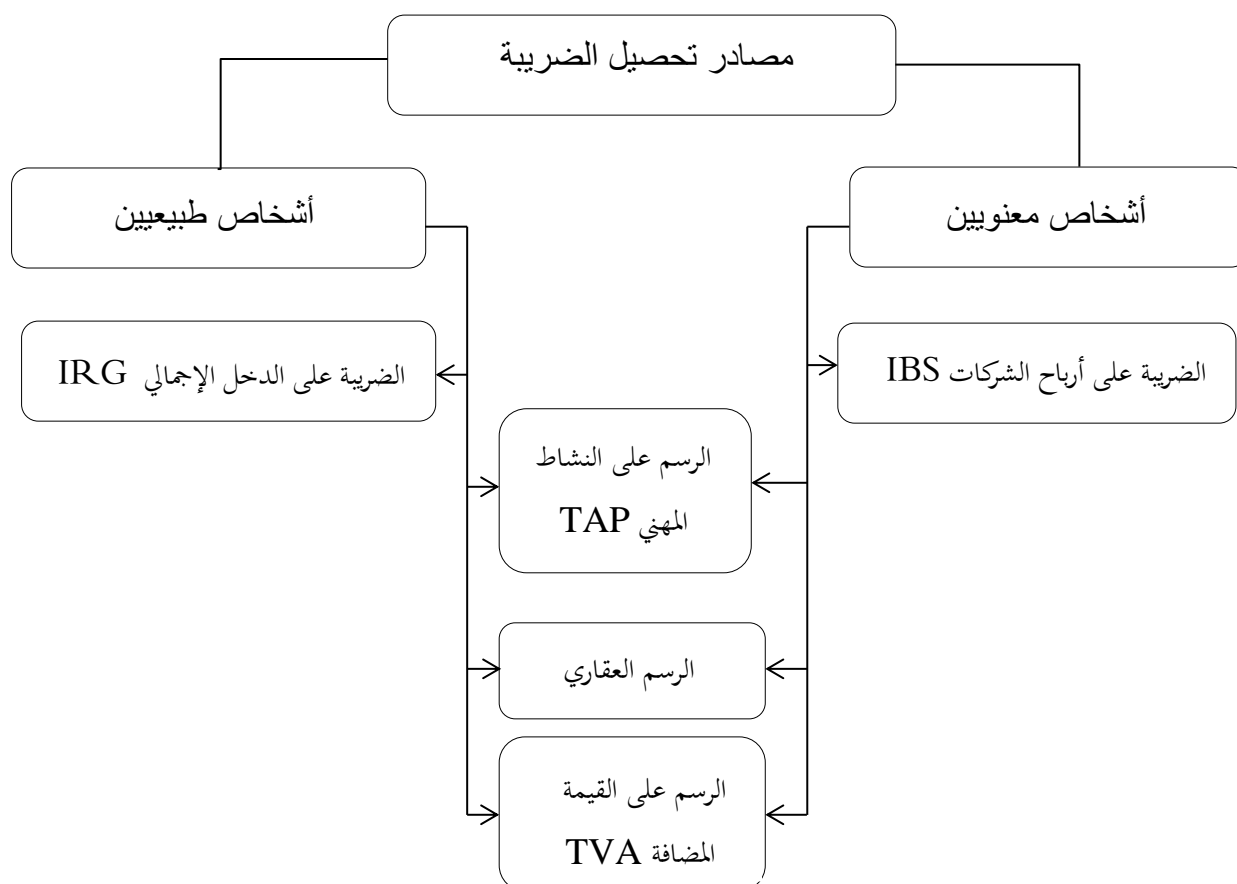 مصادر تحصيل الضريبة
أشخاص معنويين
أشخاص طبيعيين
الضريبة على أرباح الشركات IBS
الضريبة على الدخل الإجمالي IRG
الرسم على النشاط
المهني TAP
الرسم العقاري
الرسم على القيمة
المضافة TVA